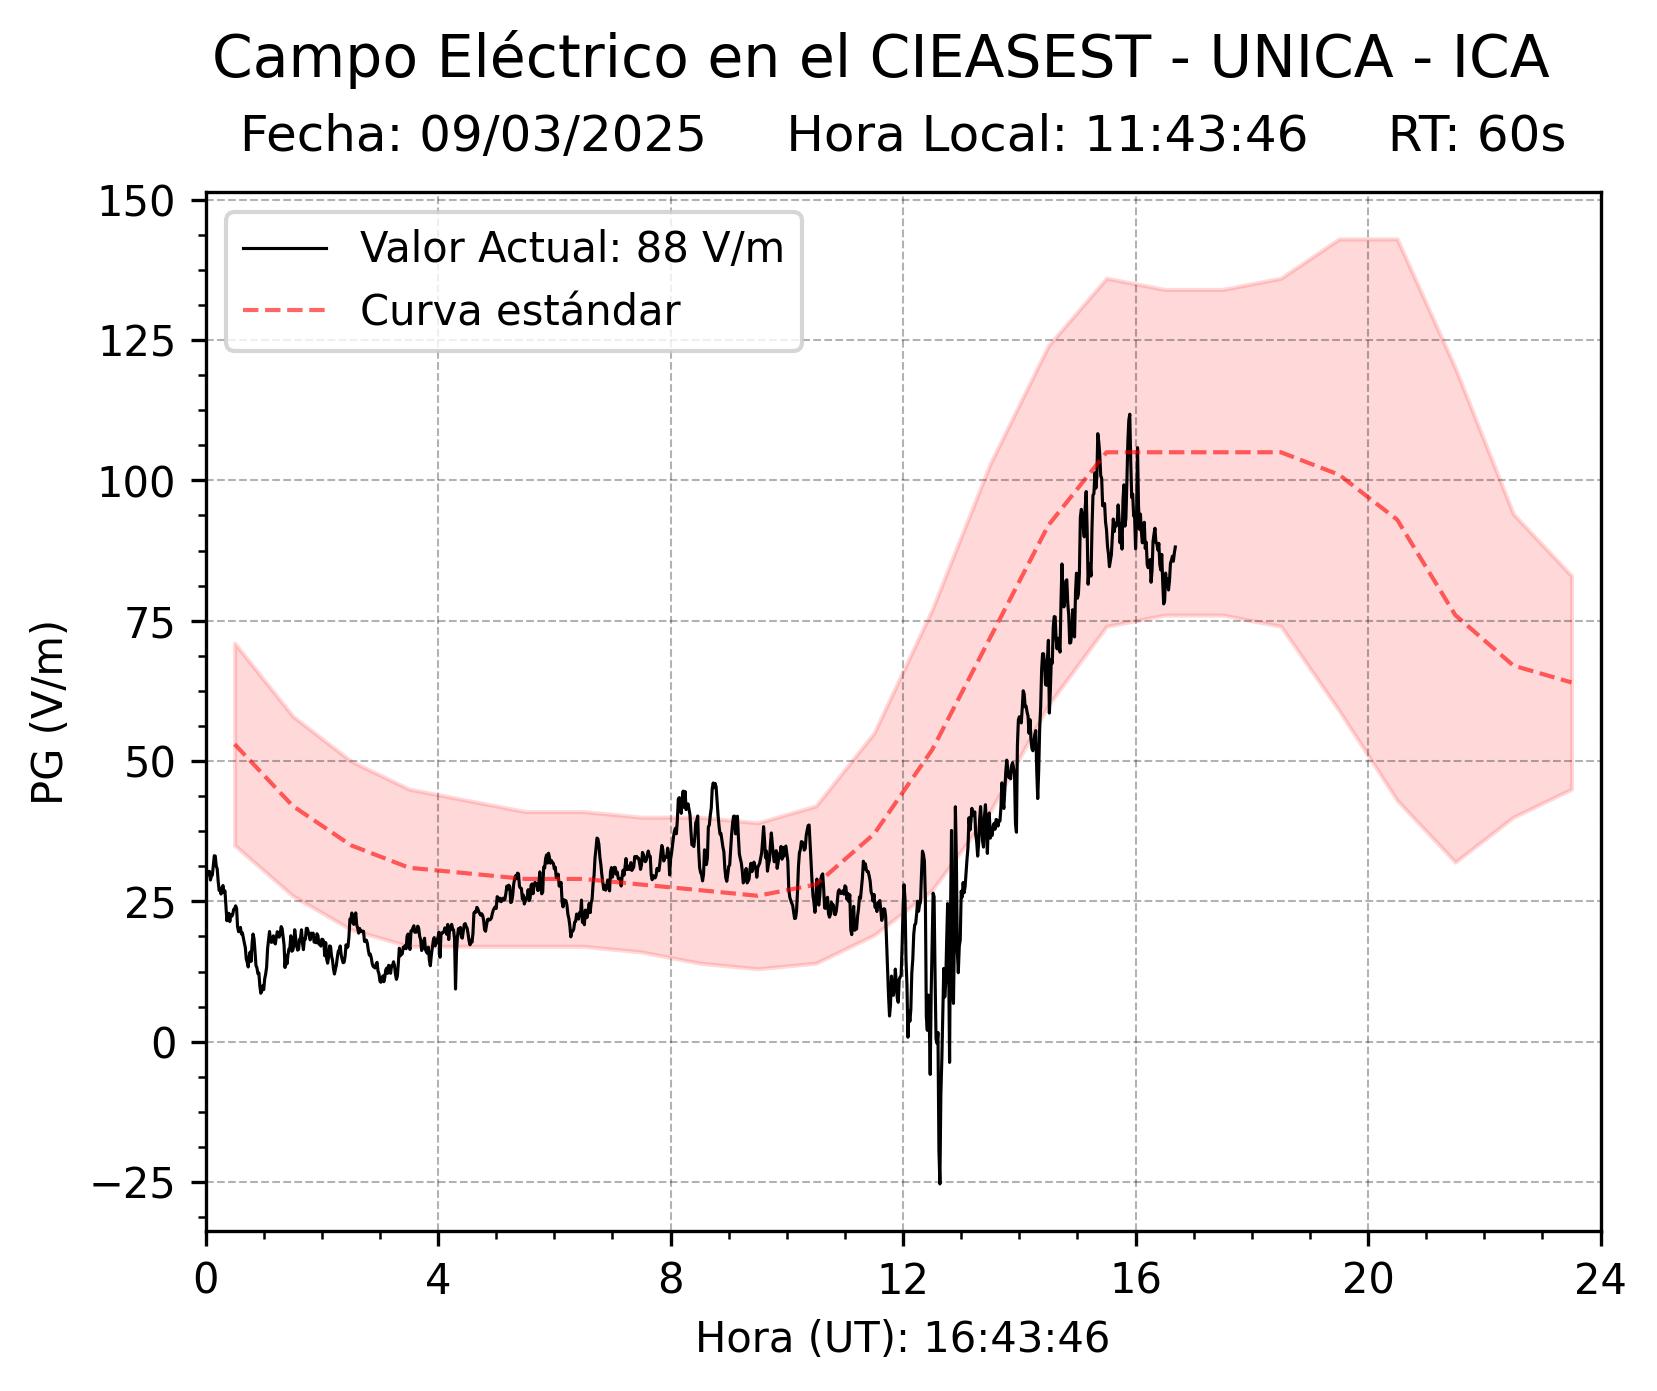 Campo Eléctrico en el CIEASEST - UNICA - ICA
Fecha: 09/03/2025 Hora Local: 11:43:46 RT: 60s
Valor Actual: 88 V/m
Curva estándar
PG (V/m)
150
125
100
75
50
25
0
−25
0 4 8 12 16 20 24
Hora (UT): 16:43:46